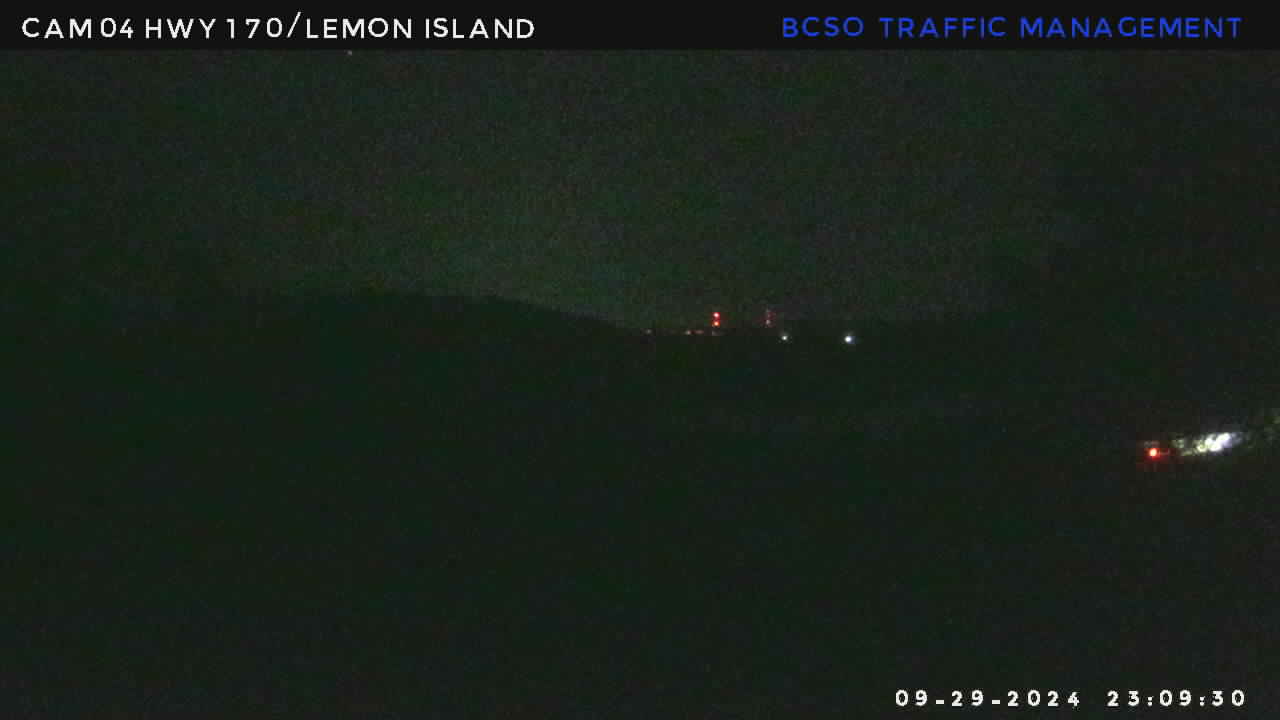 CAM04 HWY 170/LEMON ISLAND
BCSO TRAFFIC MANAGEMENT
09-29-2024 23:09:30